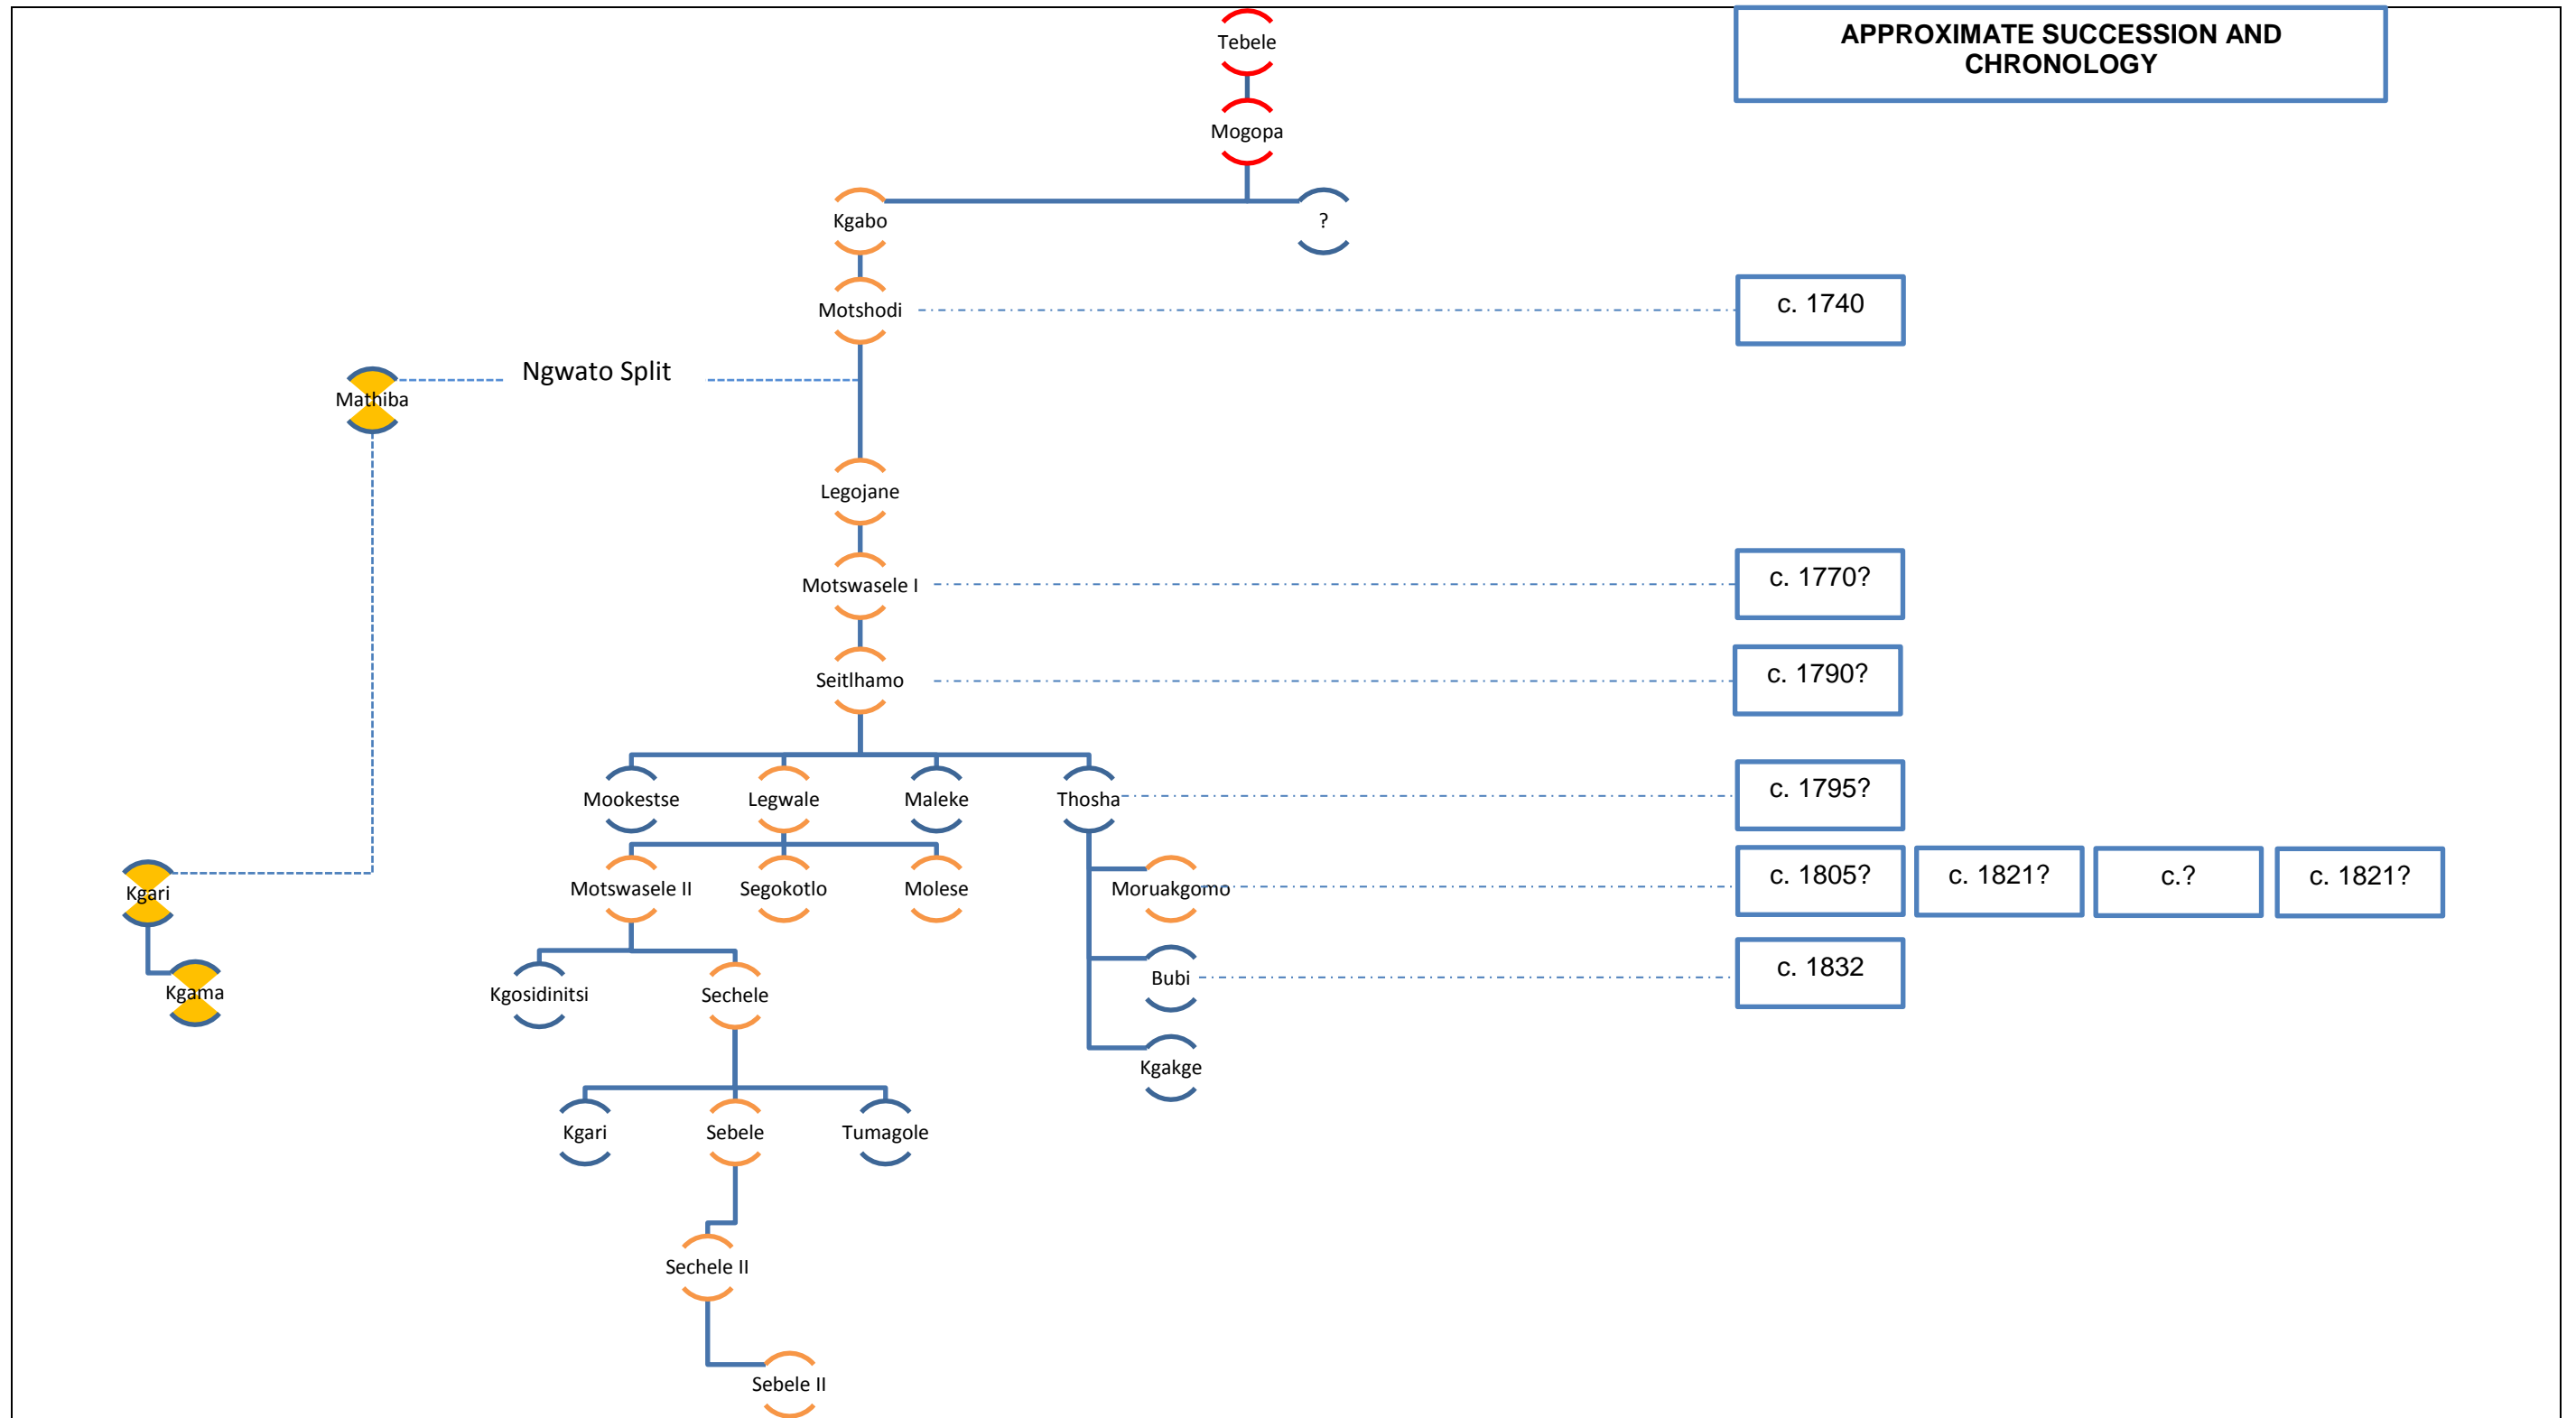 Tebele
APPROXIMATE SUCCESSION AND
CHRONOLOGY
Mogopa
Kgabo
?
Motshodi
c. 1740
Ngwato Split
Mathiba
Legojane
Motswasele I
c. 1770?
Seitlhamo
c. 1790?
Mookestse
Legwale
Maleke
Thosha
c. 1795?
Kgari
Motswasele II
Segokotlo
Molese
Moruakgomo
c. 1805?
c. 1821?
c.?
c. 1821?
Kgama
Kgosidinitsi
Sechele
Bubi
c. 1832
Kgakge
Kgari
Sebele
Tumagole
Sechele II
Sebele II